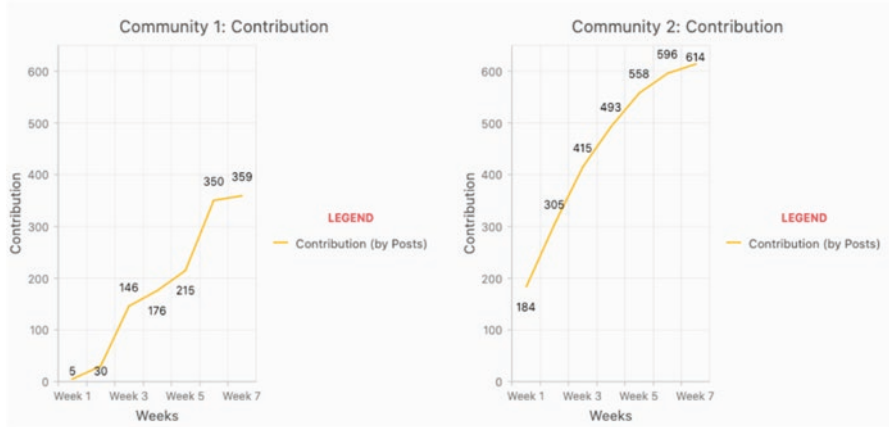 Community 1: Contribution
600
500
400
300
200
100
0
Contribution
5
30
146
176
215
350
359
Week 1
Week 3
Week 5
Week 7
Weeks
LEGEND
Contribution (by Posts)
Community 2: Contribution
600
500
400
300
200
100
0
Contribution
184
305
415
493
558
596
614
Week 1
Week 3
Week 5
Week 7
Weeks
LEGEND
Contribution (by Posts)